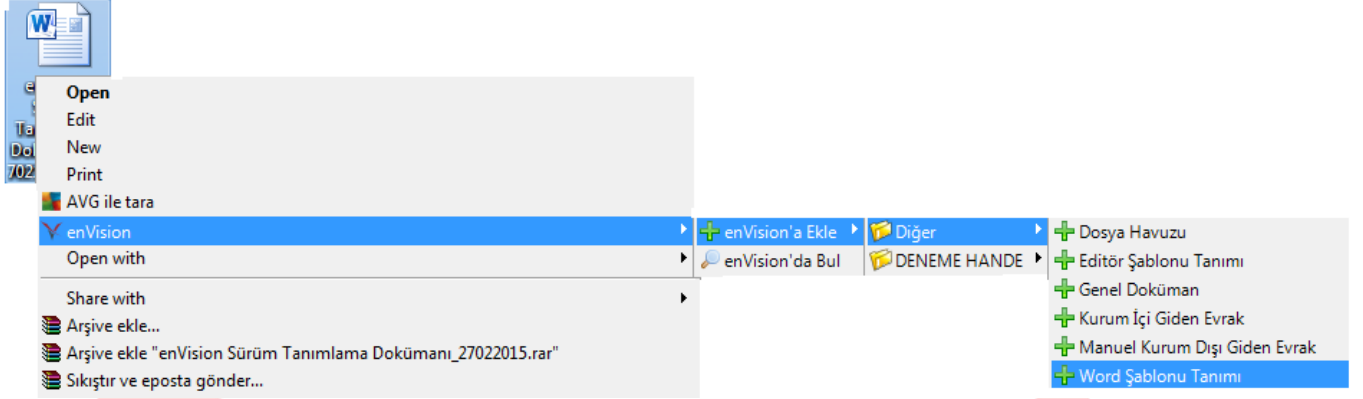 Open
Edit
New
Print
AVG ile tara
enVision
Open with
Share with
Arşive ekle...
Arşive ekle "enVision Sürüm Tanımlama Dokümanı_27022015.rar"
Sıkıştır ve eposta gönder...
enVision'a Ekle
enVision'da Bul
Diğer
DENEME HANDE
Dosya Havuzu
Editör Şablonu Tanımı
Genel Doküman
Kurum İçi Giden Evrak
Manuel Kurum Dışı Giden Evrak
Word Şablonu Tanımı